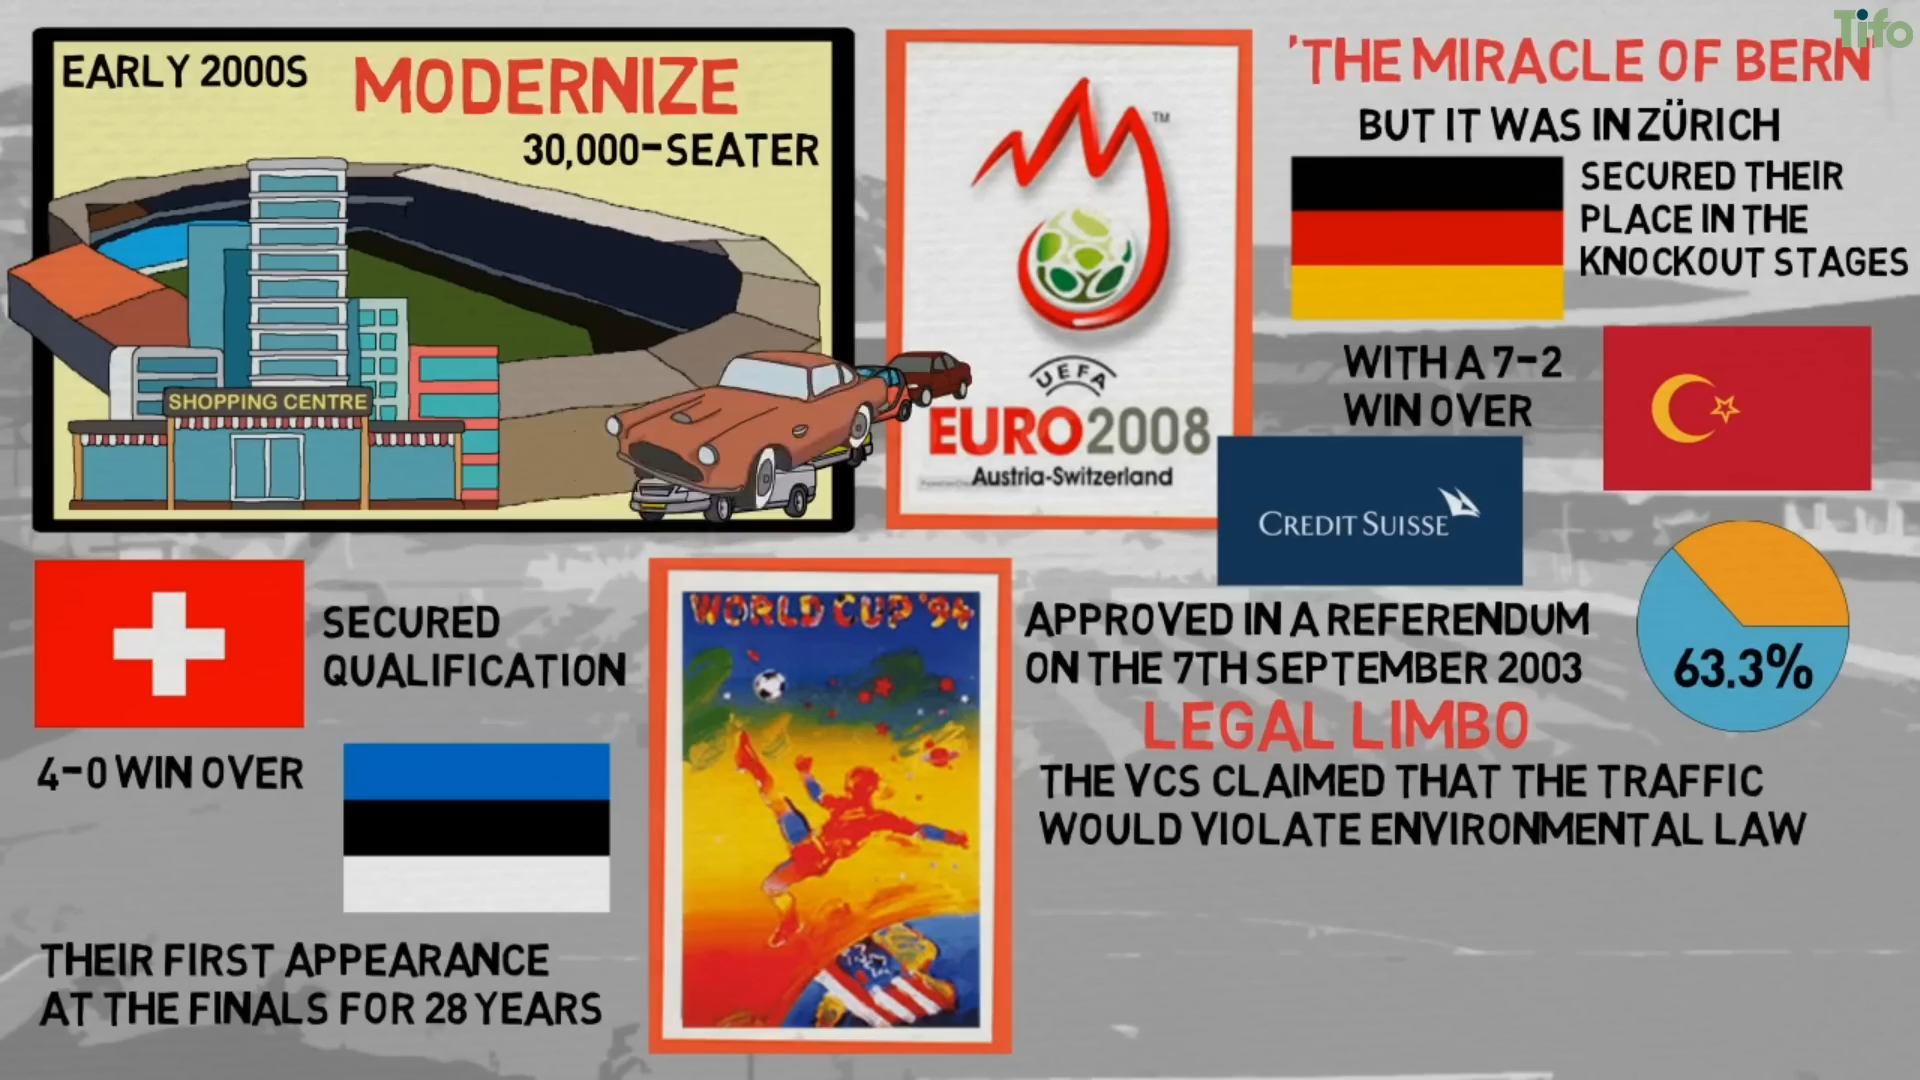 Tifo
EARLY 2000S
MODERNIZE
30,000-SEATER
SHOPPING CENTRE
TM
UEFA
EURO2008
Austria-Switzerland
'THE MIRACLE OF BERN'
BUT IT WAS IN ZÜRICH
SECURED THEIR
PLACE IN THE
KNOCKOUT STAGES
WITH A 7-2
WIN OVER
CREDIT SUISSE
SECURED
QUALIFICATION
4-0 WIN OVER
THEIR FIRST APPEARANCE
AT THE FINALS FOR 28 YEARS
WORLD CUP '94
APPROVED IN A REFERENDUM
ON THE 7TH SEPTEMBER 2003
63.3%
LEGAL LIMBO
THE VCS CLAIMED THAT THE TRAFFIC
WOULD VIOLATE ENVIRONMENTAL LAW